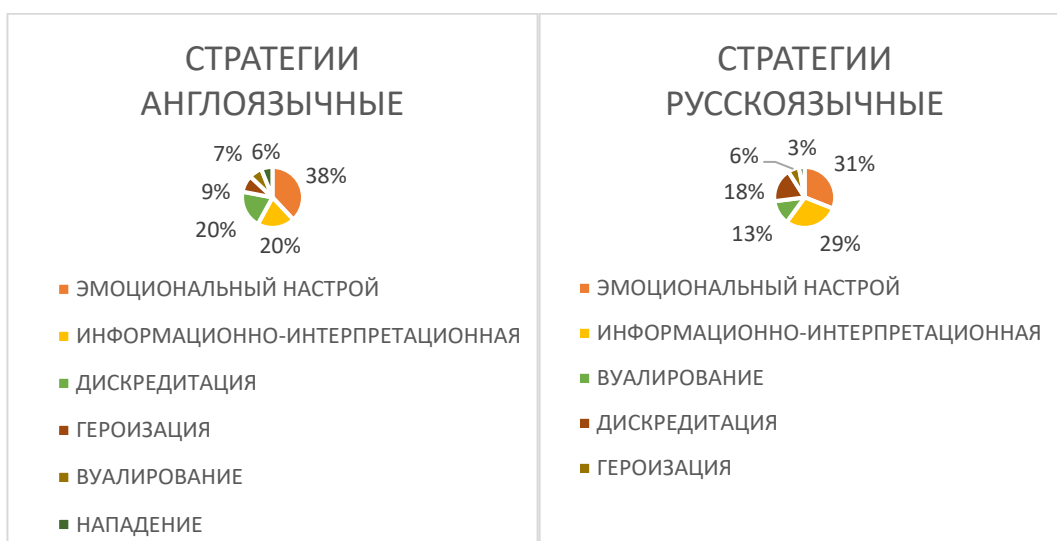 СТРАТЕГИИ
АНГЛОЯЗЫЧНЫЕ
7% 6%
38%
9%
20%
20%
ЭМОЦИОНАЛЬНЫЙ НАСТРОЙ
ИНФОРМАЦИОННО-ИНТЕРПРЕТАЦИОННАЯ
ДИСКРЕДИТАЦИЯ
ГЕРОИЗАЦИЯ
ВУАЛИРОВАНИЕ
НАПАДЕНИЕ
СТРАТЕГИИ
РУССКОЯЗЫЧНЫЕ
6%
3%
31%
18%
13%
29%
ЭМОЦИОНАЛЬНЫЙ НАСТРОЙ
ИНФОРМАЦИОННО-ИНТЕРПРЕТАЦИОННАЯ
ВУАЛИРОВАНИЕ
ДИСКРЕДИТАЦИЯ
ГЕРОИЗАЦИЯ